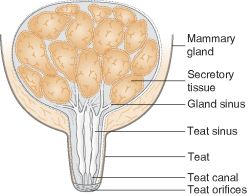 Mammary
gland
Secretory
tissue
Gland sinus
Teat sinus
Teat
Teat canal
Teat orifices